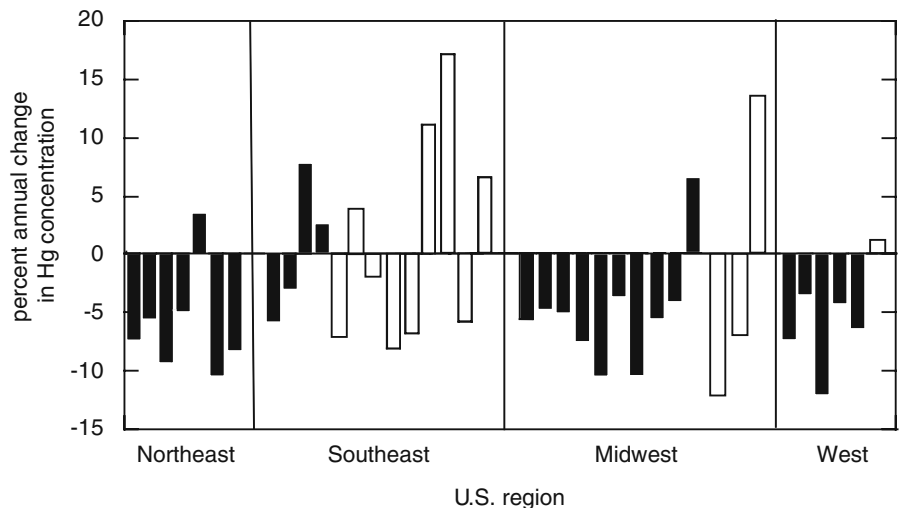 20
15
10
5
0
-5
-10
-15
percent annual change
in Hg concentration
Northeast Southeast Midwest West
U.S. region